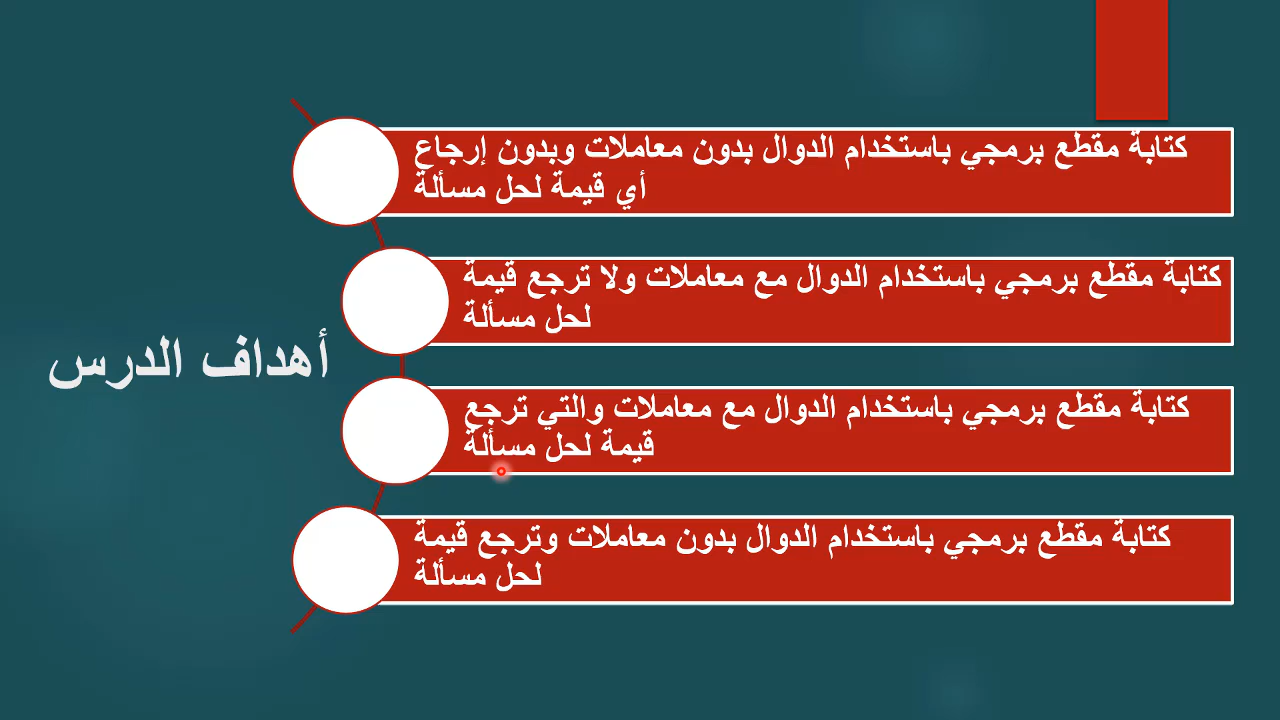 أهداف الدرس
كتابة مقطع برمجي باستخدام الدوال بدون معاملات وبدون إرجاع
أي قيمة لحل مسألة
كتابة مقطع برمجي باستخدام الدوال مع معاملات ولا ترجع قيمة
لحل مسألة
كتابة مقطع برمجي باستخدام الدوال مع معاملات والتي ترجع
قيمة لحل مسألة
كتابة مقطع برمجي باستخدام الدوال بدون معاملات وترجع قيمة
لحل مسألة